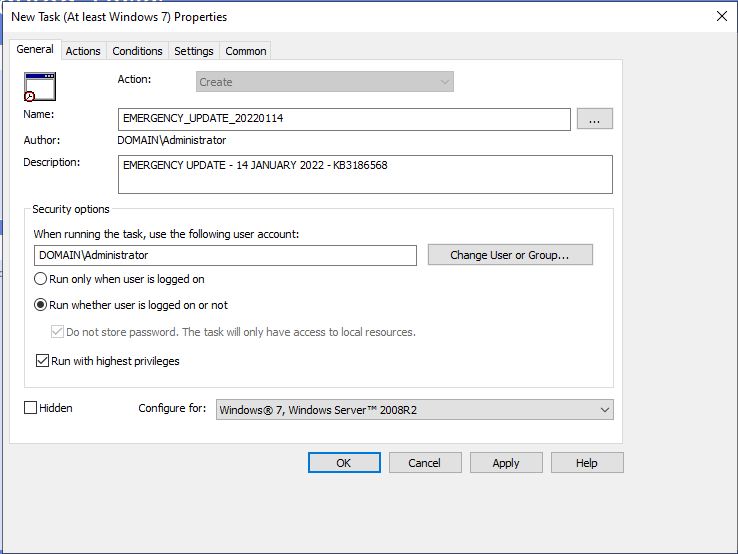 New Task (At least Windows 7) Properties
General Actions Conditions Settings Common
Action: Create
Name: EMERGENCY_UPDATE_20220114 ...
Author: DOMAIN\Administrator
Description: EMERGENCY UPDATE - 14 JANUARY 2022 - KB3186568
Security options
When running the task, use the following user account:
DOMAIN\Administrator Change User or Group...
Run only when user is logged on
Run whether user is logged on or not
Do not store password. The task will only have access to local resources.
Run with highest privileges
Hidden Configure for: Windows® 7, Windows Server™ 2008R2
OK Cancel Apply Help